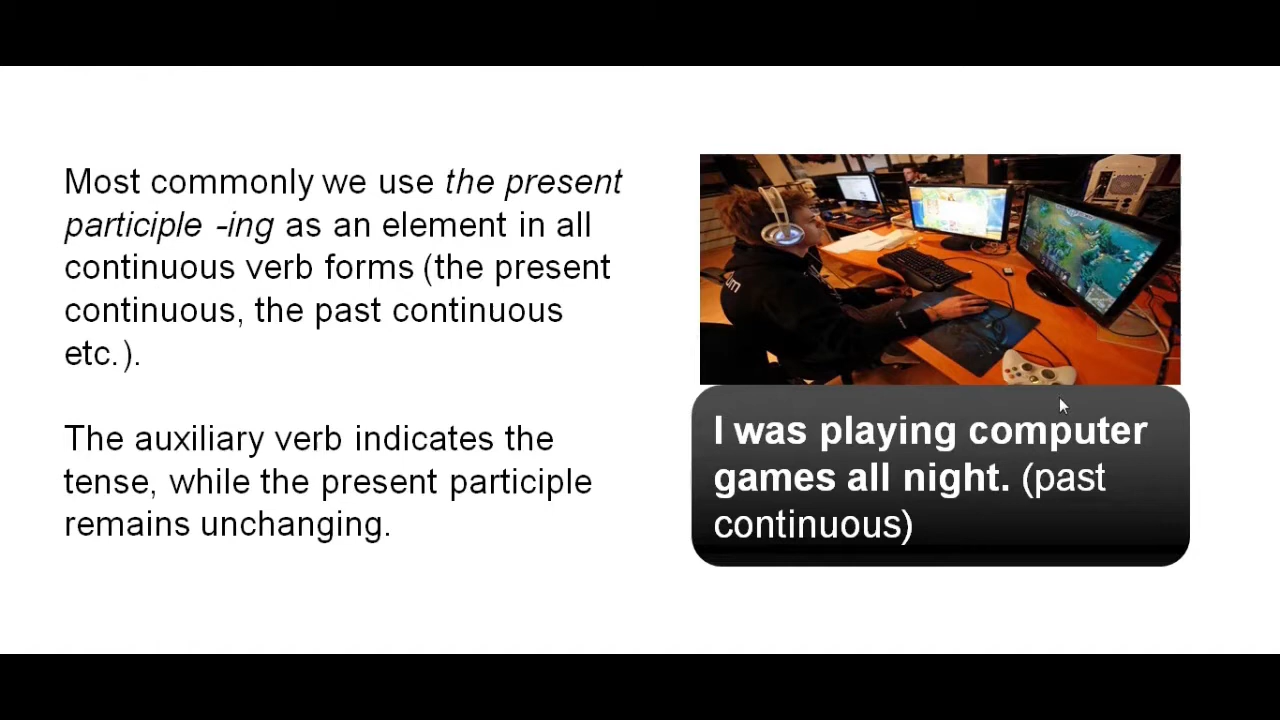 Most commonly we use the present
participle -ing as an element in all
continuous verb forms (the present
continuous, the past continuous
etc.).
The auxiliary verb indicates the
tense, while the present participle
remains unchanging.
I was playing computer
games all night. (past
continuous)